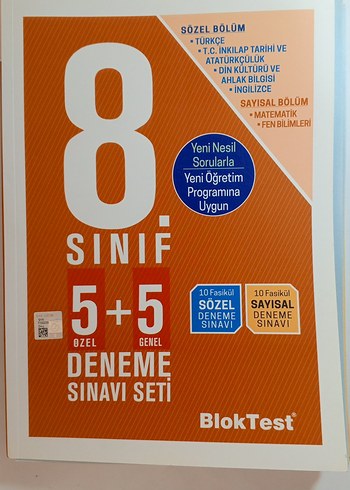 SÖZEL BÖLÜM
• TÜRKÇE
• T.C. İNKILAP TARİHİ VE
ATATÜRKÇÜLÜK
• DİN KÜLTÜRÜ VE
AHLAK BİLGİSİ
• İNGİLİZCE
SAYISAL BÖLÜM
• MATEMATİK
• FEN BİLİMLERİ
8.
SINIF
Yeni Nesil
Sorularla
Yeni Öğretim
Programına
Uygun
5 + 5
ÖZEL GENEL
DENEME
SINAVI SETİ
10 Fasikül
SÖZEL
DENEME
SINAVI
10 Fasikül
SAYISAL
DENEME
SINAVI
BlokTest®